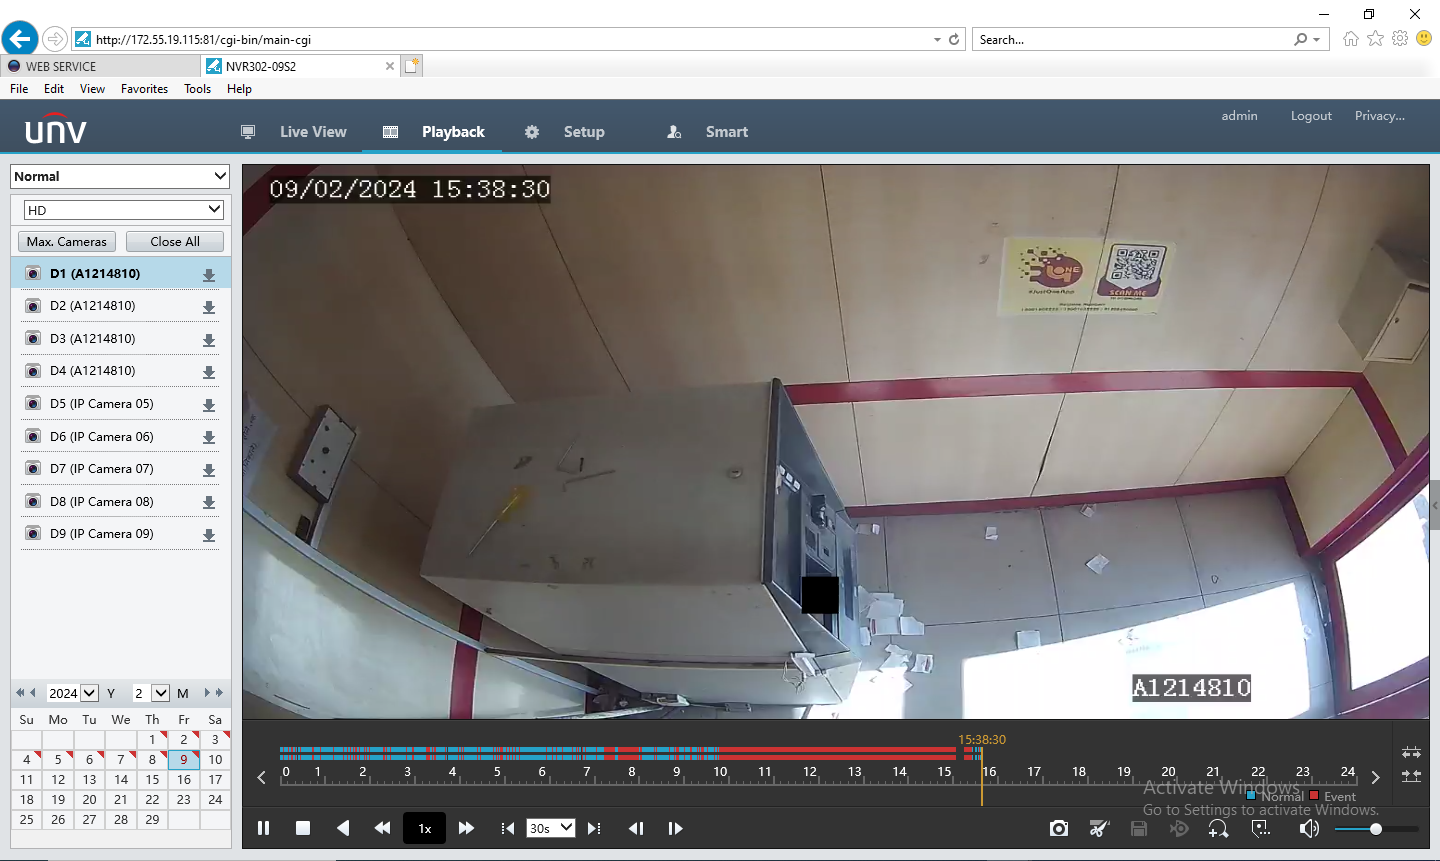 http://172.55.19.115:81/cgi-bin/main-cgi
Search...
WEB SERVICE
NVR302-09S2
File Edit View Favorites Tools Help
unv
Live View
Playback
Setup
Smart
admin
Logout
Privacy...
Normal
HD
Max. Cameras
Close All
D1 (A1214810)
D2 (A1214810)
D3 (A1214810)
D4 (A1214810)
D5 (IP Camera 05)
D6 (IP Camera 06)
D7 (IP Camera 07)
D8 (IP Camera 08)
D9 (IP Camera 09)
2024 Y 2 M
Su Mo Tu We Th Fr Sa
1 2 3
4 5 6 7 8 9 10
11 12 13 14 15 16 17
18 19 20 21 22 23 24
25 26 27 28 29
09/02/2024 15:38:30
ONE
#JustOneApp
SCAN ME
A1214810
15:38:30
0 1 2 3 4 5 6 7 8 9 10 11 12 13 14 15 16 17 18 19 20 21 22 23 24
Normal Event
Activate Windows
Go to Settings to activate Windows.
1x
30s